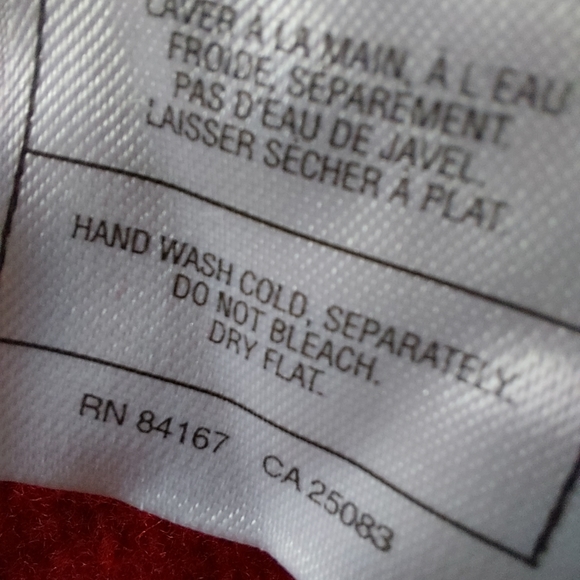 LAVER À LA MAIN, À L'EAU
FROIDE, SÉPARÉMENT.
PAS D'EAU DE JAVEL.
LAISSER SÉCHER À PLAT.
HAND WASH COLD, SEPARATELY.
DO NOT BLEACH.
DRY FLAT.
RN 84167 CA 25083